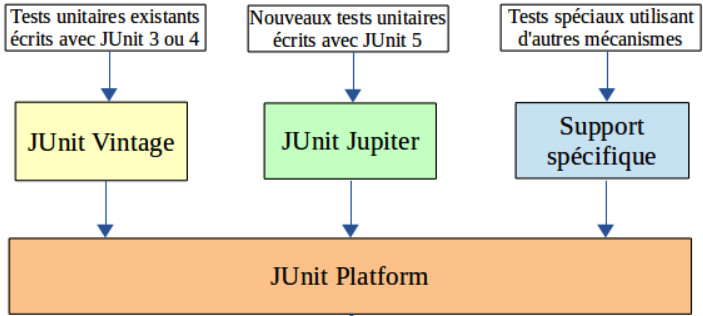 Tests unitaires existants
écrits avec JUnit 3 ou 4
Nouveaux tests unitaires
écrits avec JUnit 5
Tests spéciaux utilisant
d'autres mécanismes
JUnit Vintage
JUnit Jupiter
Support
spécifique
JUnit Platform